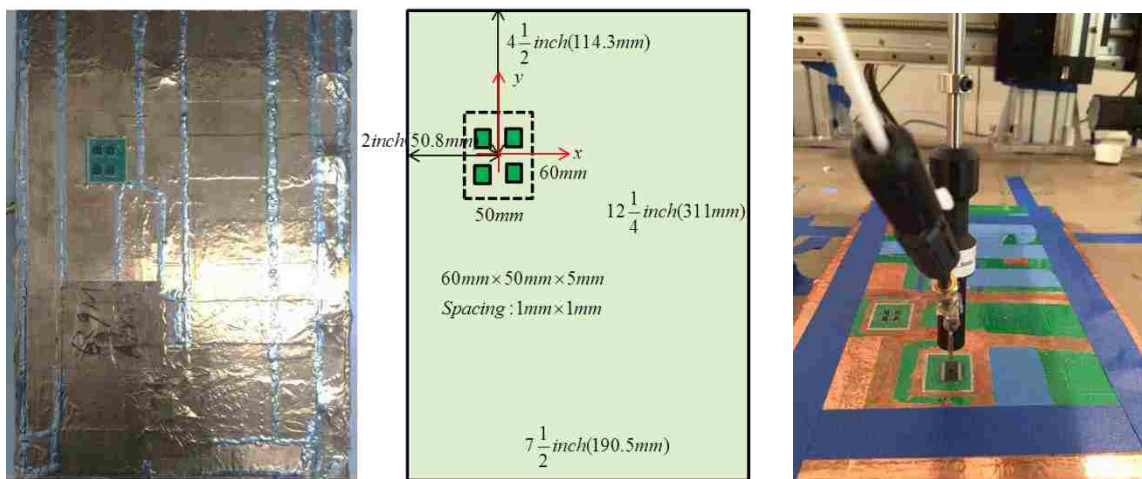 4 1/2 inch(114.3mm)
y
2inch(50.8mm)
x
60mm
50mm
12 1/4 inch(311mm)
60mm×50mm×5mm
Spacing:1mm×1mm
7 1/2 inch(190.5mm)